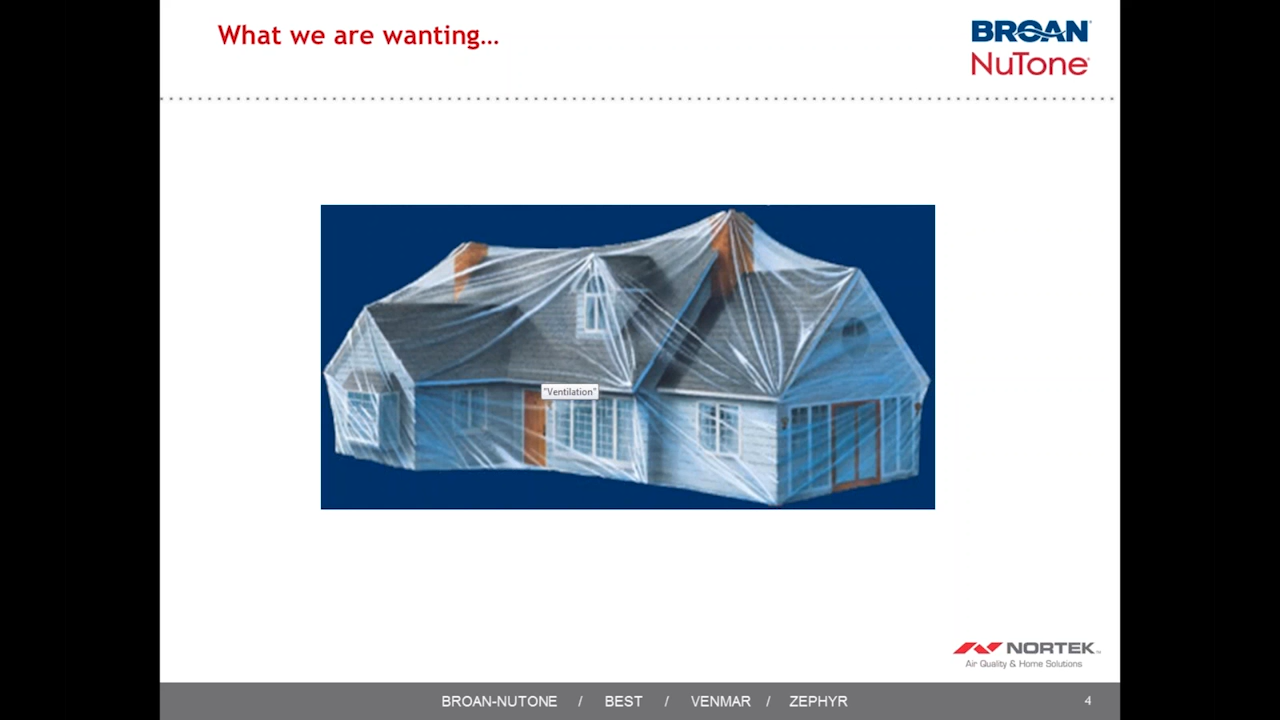 What we are wanting…
BROAN
NuTone
"Ventilation"
NORTEK
Air Quality & Home Solutions
BROAN-NUTONE / BEST / VENMAR / ZEPHYR
4